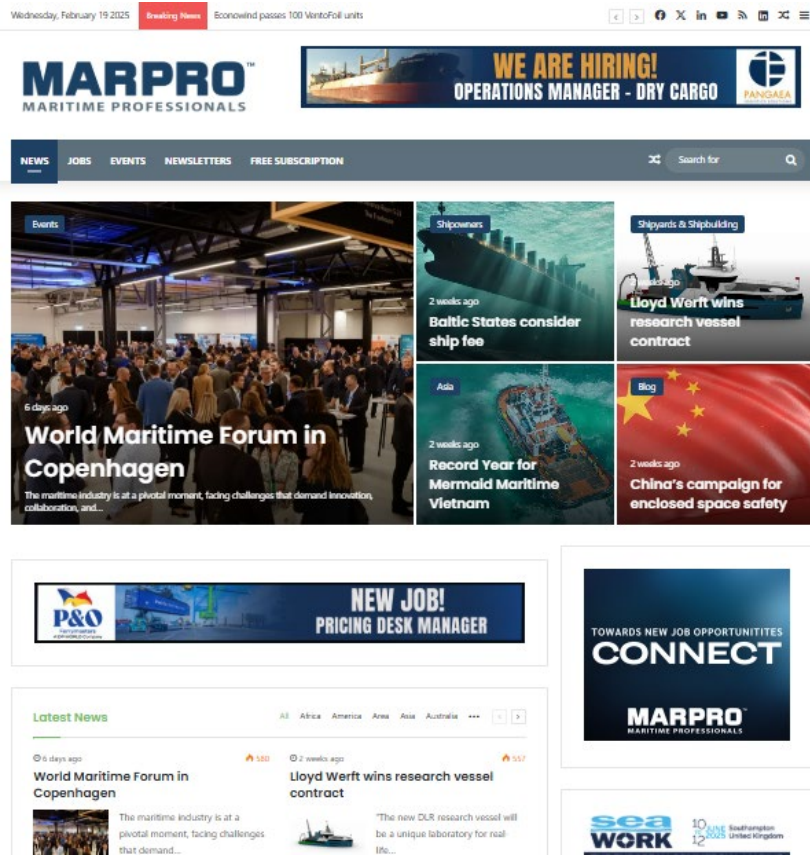 Wednesday, February 19 2025 Breaking News Econowind passes 100 VentoFoil units
MARPRO™
MARITIME PROFESSIONALS
WE ARE HIRING!
OPERATIONS MANAGER - DRY CARGO
PANGAEA
NEWS JOBS EVENTS NEWSLETTERS FREE SUBSCRIPTION Search for
Events
6 days ago
World Maritime Forum in
Copenhagen
The maritime industry is at a pivotal moment, facing challenges that demand innovation,
collaboration, and...
Shipowners
2 weeks ago
Baltic States consider
ship fee
Shipyards & Shipbuilding
2 weeks ago
Lloyd Werft wins
research vessel
contract
Asia
2 weeks ago
Record Year for
Mermaid Maritime
Vietnam
Blog
2 weeks ago
China's campaign for
enclosed space safety
P&O
Ferrymasters
NEW JOB!
PRICING DESK MANAGER
TOWARDS NEW JOB OPPORTUNITITES
CONNECT
MARPRO™
MARITIME PROFESSIONALS
Latest News All Africa America Area Asia Australia •••
6 days ago 580
World Maritime Forum in
Copenhagen
The maritime industry is at a
pivotal moment, facing challenges
that demand...
2 weeks ago 557
Lloyd Werft wins research vessel
contract
"The new DLR research vessel will
be a unique laboratory for real-
life...
sea
WORK
10
12
JUNE
2025
Southampton
United Kingdom